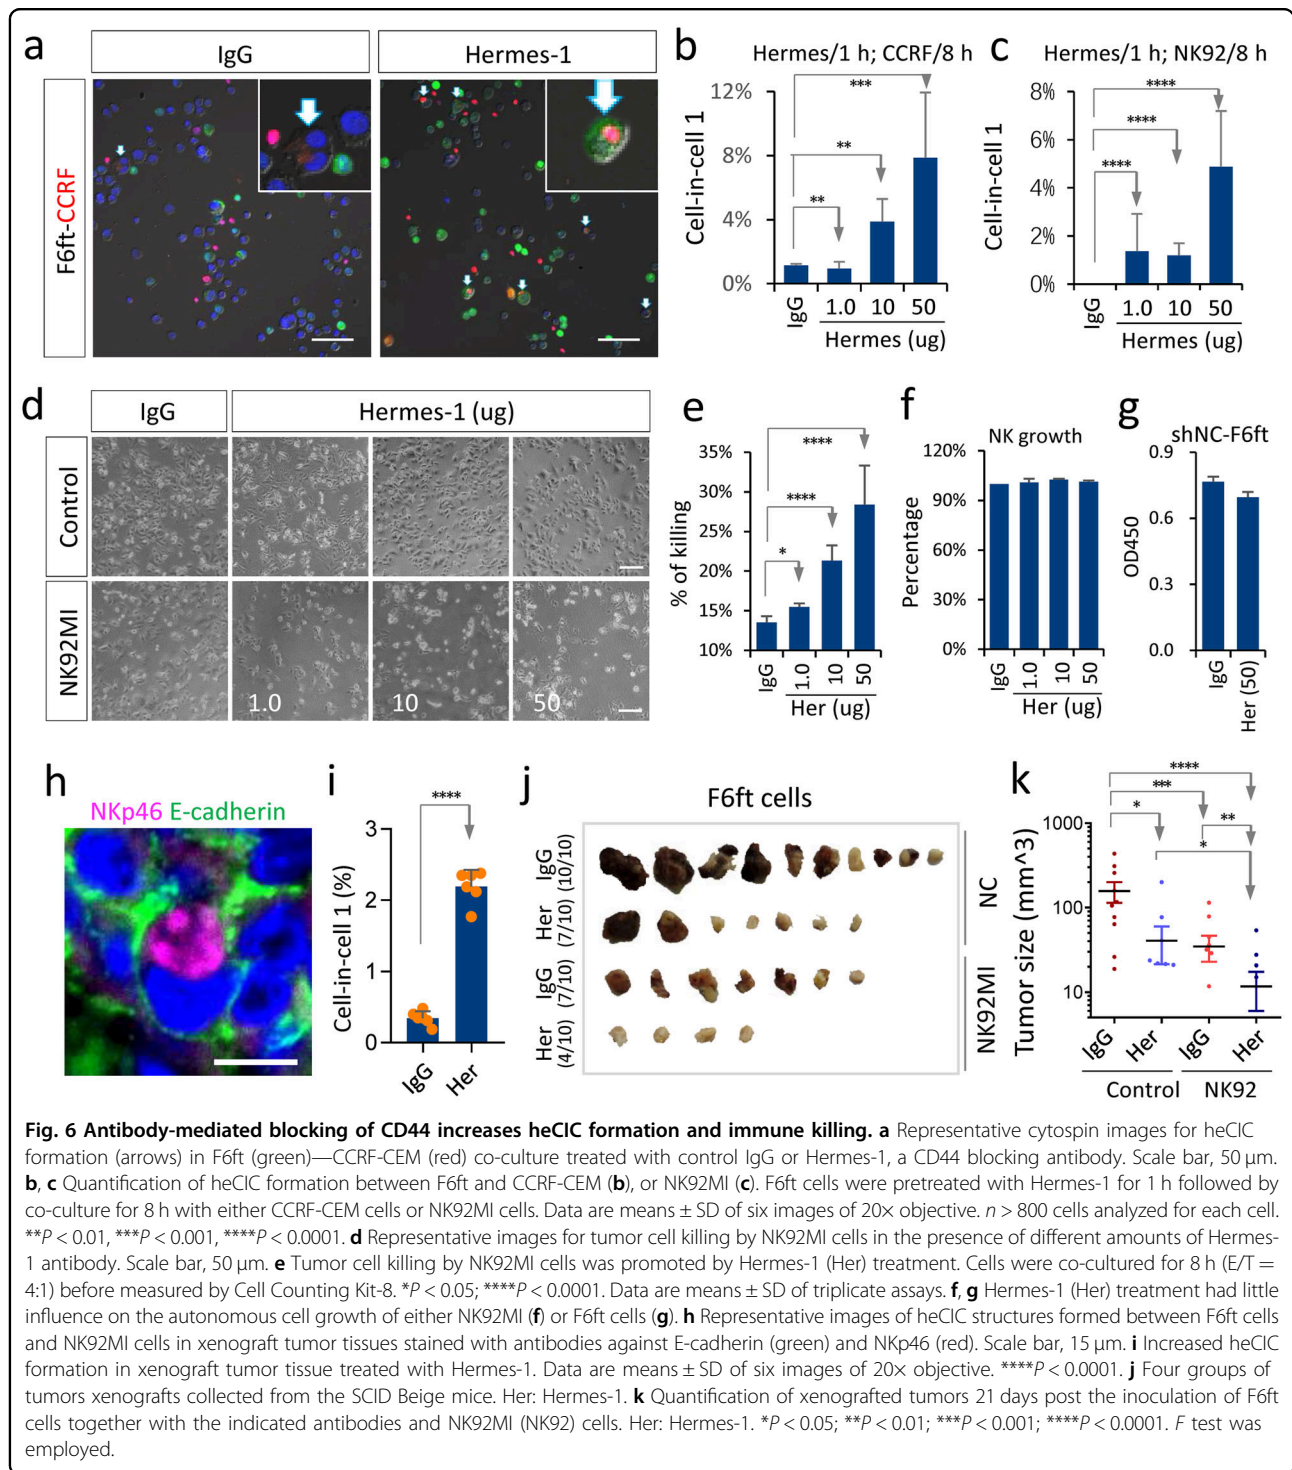 a
IgG
Hermes-1
F6ft-CCRF
b
Hermes/1 h; CCRF/8 h
Cell-in-cell 1
12%
8%
4%
0%
**
**
***
IgG
1.0
10
50
Hermes (ug)
c
Hermes/1 h; NK92/8 h
Cell-in-cell 1
8%
6%
4%
2%
0%
****
****
****
IgG
1.0
10
50
Hermes (ug)
d
IgG
Hermes-1 (ug)
Control
NK92MI
1.0
10
50
e
% of killing
35%
30%
25%
20%
15%
10%
*
****
****
IgG
1.0
10
50
Her (ug)
f
NK growth
Percentage
120%
90%
60%
30%
0%
IgG
1.0
10
50
Her (ug)
g
shNC-F6ft
OD450
0.9
0.6
0.3
0.0
IgG
Her (50)
h
NKp46 E-cadherin
i
Cell-in-cell 1 (%)
3
2
1
0
****
IgG
Her
j
F6ft cells
IgG
(10/10)
Her
(7/10)
IgG
(7/10)
Her
(4/10)
NC
NK92MI
k
Tumor size (mm^3)
1000
100
10
****
***
*
**
*
IgG
Her
IgG
Her
Control
NK92
Fig. 6 Antibody-mediated blocking of CD44 increases heCIC formation and immune killing. a Representative cytospin images for heCIC
formation (arrows) in F6ft (green)—CCRF-CEM (red) co-culture treated with control IgG or Hermes-1, a CD44 blocking antibody. Scale bar, 50 μm.
b, c Quantification of heCIC formation between F6ft and CCRF-CEM (b), or NK92MI (c). F6ft cells were pretreated with Hermes-1 for 1 h followed by
co-culture for 8 h with either CCRF-CEM cells or NK92MI cells. Data are means ± SD of six images of 20× objective. n > 800 cells analyzed for each cell.
**P < 0.01, ***P < 0.001, ****P < 0.0001. d Representative images for tumor cell killing by NK92MI cells in the presence of different amounts of Hermes-
1 antibody. Scale bar, 50 μm. e Tumor cell killing by NK92MI cells was promoted by Hermes-1 (Her) treatment. Cells were co-cultured for 8 h (E/T =
4:1) before measured by Cell Counting Kit-8. *P < 0.05; ****P < 0.0001. Data are means ± SD of triplicate assays. f, g Hermes-1 (Her) treatment had little
influence on the autonomous cell growth of either NK92MI (f) or F6ft cells (g). h Representative images of heCIC structures formed between F6ft cells
and NK92MI cells in xenograft tumor tissues stained with antibodies against E-cadherin (green) and NKp46 (red). Scale bar, 15 μm. i Increased heCIC
formation in xenograft tumor tissue treated with Hermes-1. Data are means ± SD of six images of 20× objective. ****P < 0.0001. j Four groups of
tumors xenografts collected from the SCID Beige mice. Her: Hermes-1. k Quantification of xenografted tumors 21 days post the inoculation of F6ft
cells together with the indicated antibodies and NK92MI (NK92) cells. Her: Hermes-1. *P < 0.05; **P < 0.01; ***P < 0.001; ****P < 0.0001. F test was
employed.